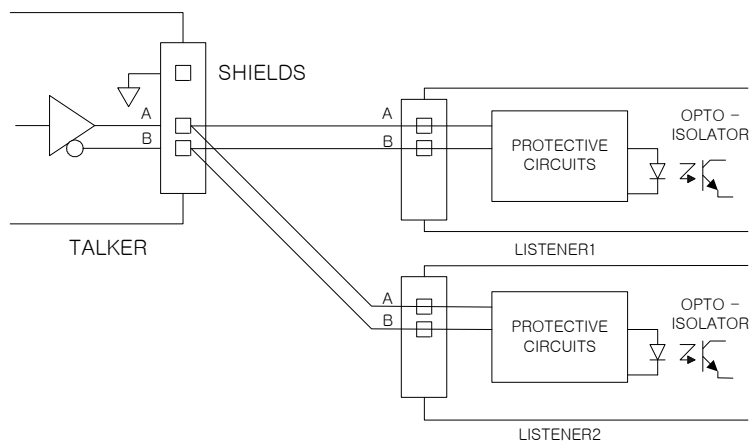 SHIELDS
A
B
TALKER
A
B
PROTECTIVE
CIRCUITS
OPTO -
ISOLATOR
LISTENER1
A
B
PROTECTIVE
CIRCUITS
OPTO -
ISOLATOR
LISTENER2